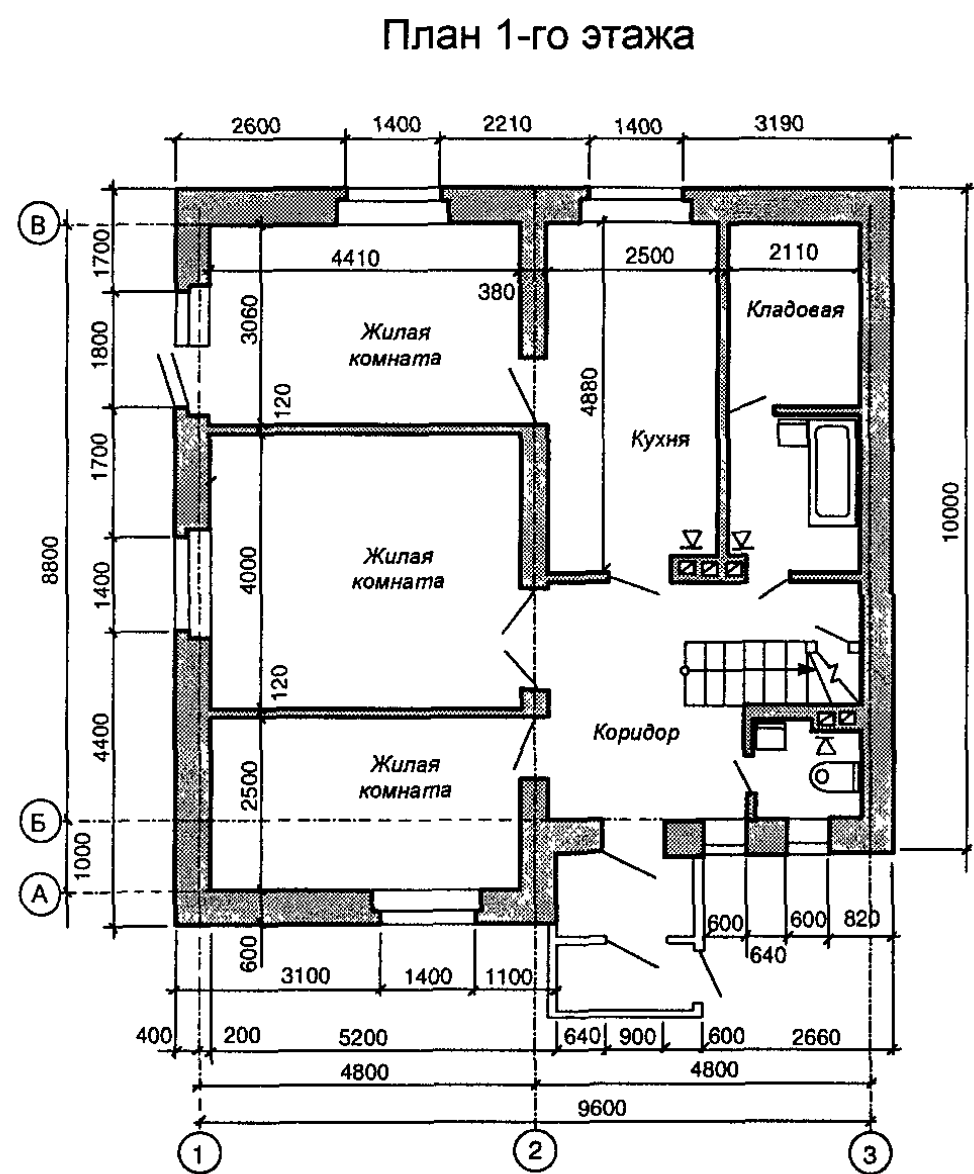 План 1-го этажа
2600 1400 2210 1400 3190
В
1700
4410
2500
2110
380
3060
Жилая
комната
Кладовая
1800
120
4880
Кухня
1700
10000
8800
1400
4000
Жилая
комната
120
4400
Коридор
2500
Жилая
комната
Б
1000
А
600
600 600 820
640
3100 1400 1100
400 200 5200 640 900 600 2660
4800 4800
9600
1 2 3